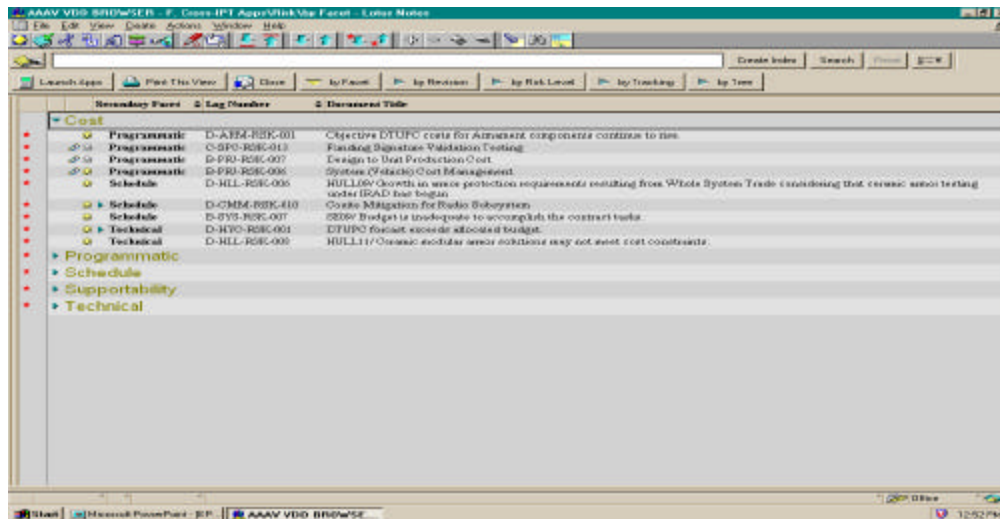 AAAV VDD BROWSER - F. Cross-IPT Apps\Risk\by Facet - Lotus Notes
File Edit View Create Actions Window Help
Create Index Search
Launch Apps Print This View Close by Facet by Revision by Risk Level by Tracking by Tree
Secondary Facet Log Number Document Title
Cost
Programmatic D-ARM-RSK-001 Objective DTUPC costs for Armament components continue to rise.
Programmatic C-SPC-RSK-013 Funding Signature Validation Testing
Programmatic D-PRJ-RSK-007 Design to Unit Production Cost
Programmatic D-PRJ-RSK-006 System (Vehicle) Cost Management
Schedule D-HLL-RSK-006 HULL09/ Growth in armor protection requirements resulting from Whole System Trade considering that ceramic armor testing
under IRAD has begun
Schedule D-CMM-RSK-010 Mitigation for Radio Subsystem
Schedule D-SYS-RSK-007 Budget is inadequate to accomplish the contract tasks.
Technical D-HYO-RSK-001 DTUPC forcast exceeds allocated budget.
Technical D-HLL-RSK-009 HULL11/ Ceramic modular armor solutions may not meet cost constraints.
Programmatic
Schedule
Supportability
Technical
Office
Start Microsoft PowerPoint - AAAV VDD BROWSE...
12:52 PM